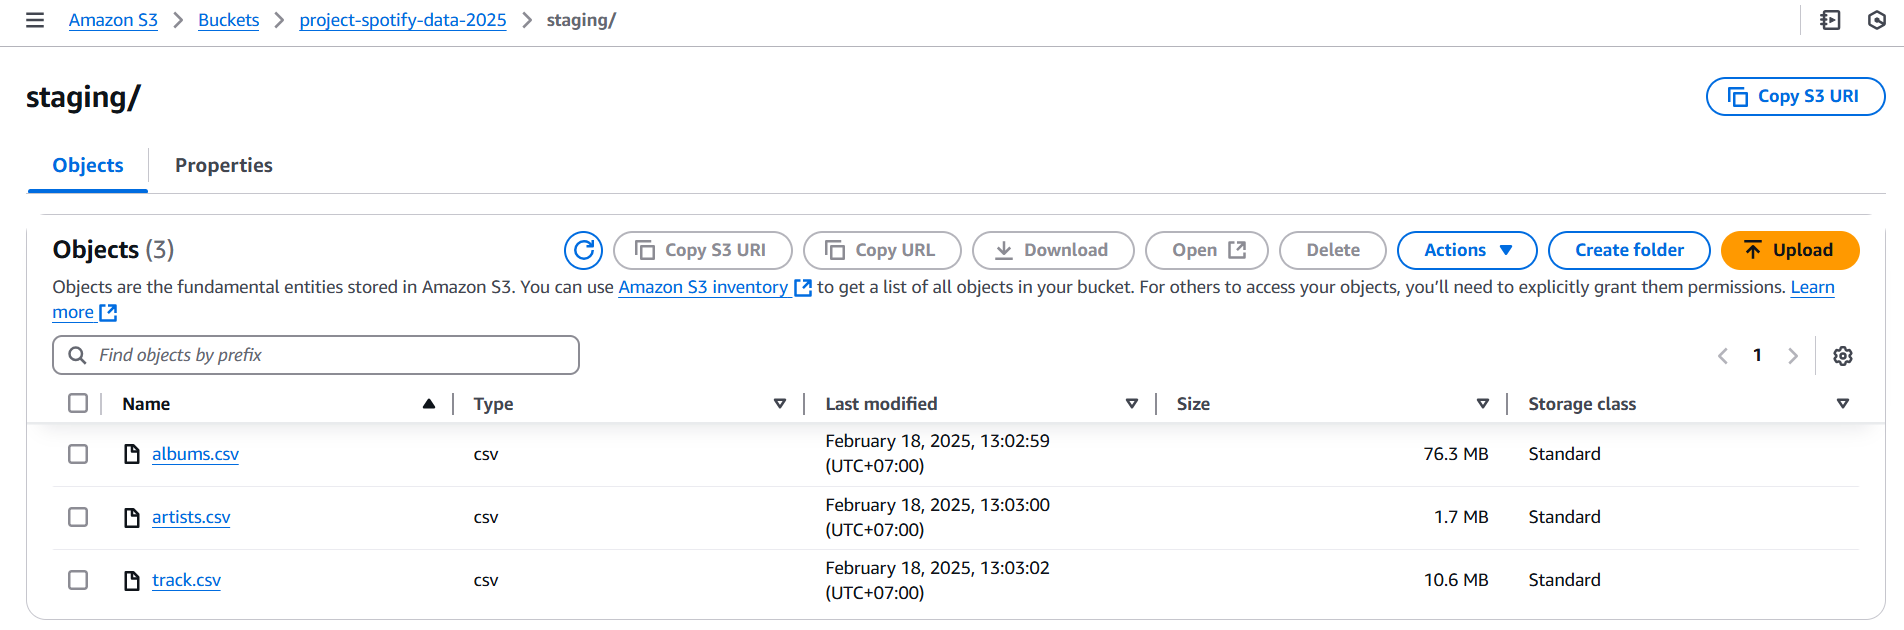 Amazon S3 > Buckets > project-spotify-data-2025 > staging/
staging/
Copy S3 URI
Objects Properties
Objects (3)
Copy S3 URI Copy URL Download Open Delete Actions Create folder Upload
Objects are the fundamental entities stored in Amazon S3. You can use Amazon S3 inventory to get a list of all objects in your bucket. For others to access your objects, you’ll need to explicitly grant them permissions. Learn
more
Find objects by prefix
1
Name Type Last modified Size Storage class
albums.csv csv February 18, 2025, 13:02:59 (UTC+07:00) 76.3 MB Standard
artists.csv csv February 18, 2025, 13:03:00 (UTC+07:00) 1.7 MB Standard
track.csv csv February 18, 2025, 13:03:02 (UTC+07:00) 10.6 MB Standard